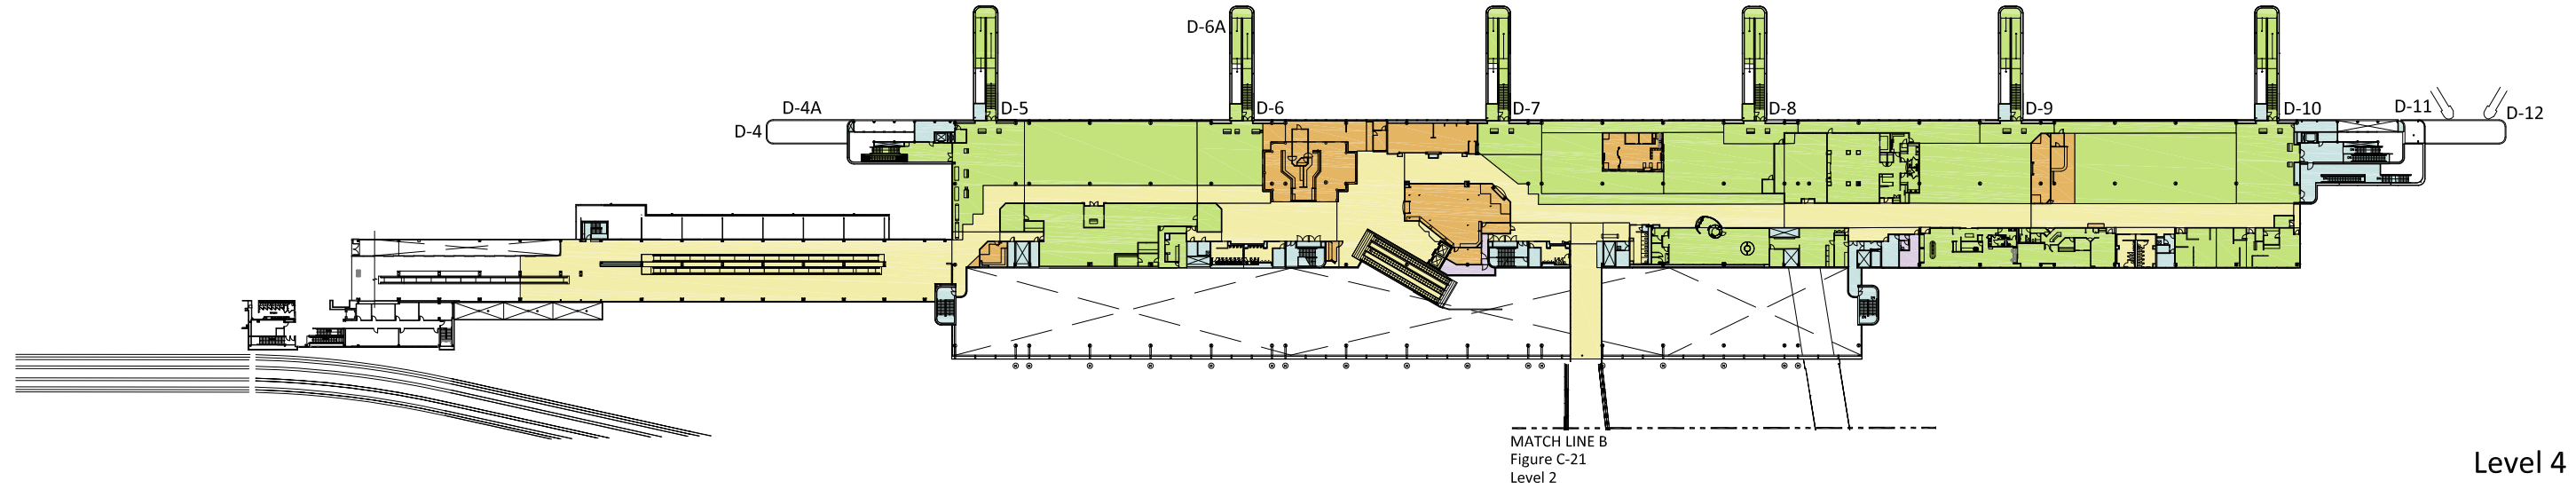 D-6A
D-4A
D-5
D-6
D-7
D-8
D-9
D-10
D-11
D-12
D-4
MATCH LINE B
Figure C-21
Level 2
Level 4